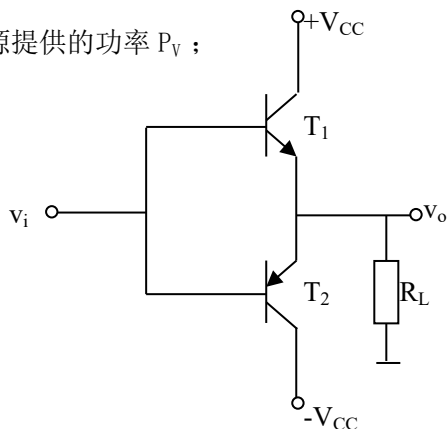 源提供的功率 P_V ；
+V_CC
T_1
v_i
v_o
T_2
R_L
-V_CC